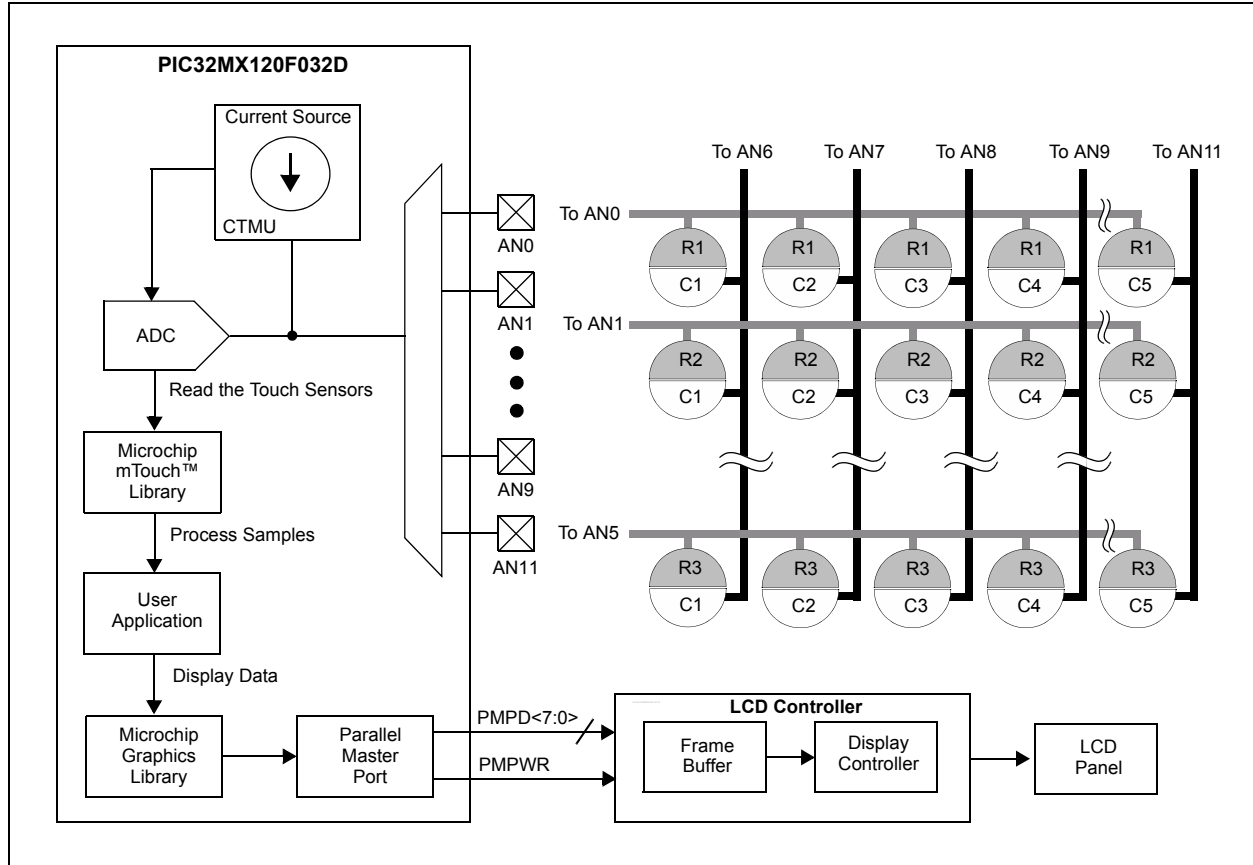 PIC32MX120F032D
Current Source
CTMU
ADC
Read the Touch Sensors
Microchip
mTouch™
Library
Process Samples
User
Application
Display Data
Microchip
Graphics
Library
Parallel
Master
Port
AN0
AN1
AN9
AN11
To AN6
To AN7
To AN8
To AN9
To AN11
To AN0
R1
R1
R1
R1
R1
C1
C2
C3
C4
C5
To AN1
R2
R2
R2
R2
R2
C1
C2
C3
C4
C5
To AN5
R3
R3
R3
R3
R3
C1
C2
C3
C4
C5
PMPD<7:0>
PMPWR
LCD Controller
Frame
Buffer
Display
Controller
LCD
Panel